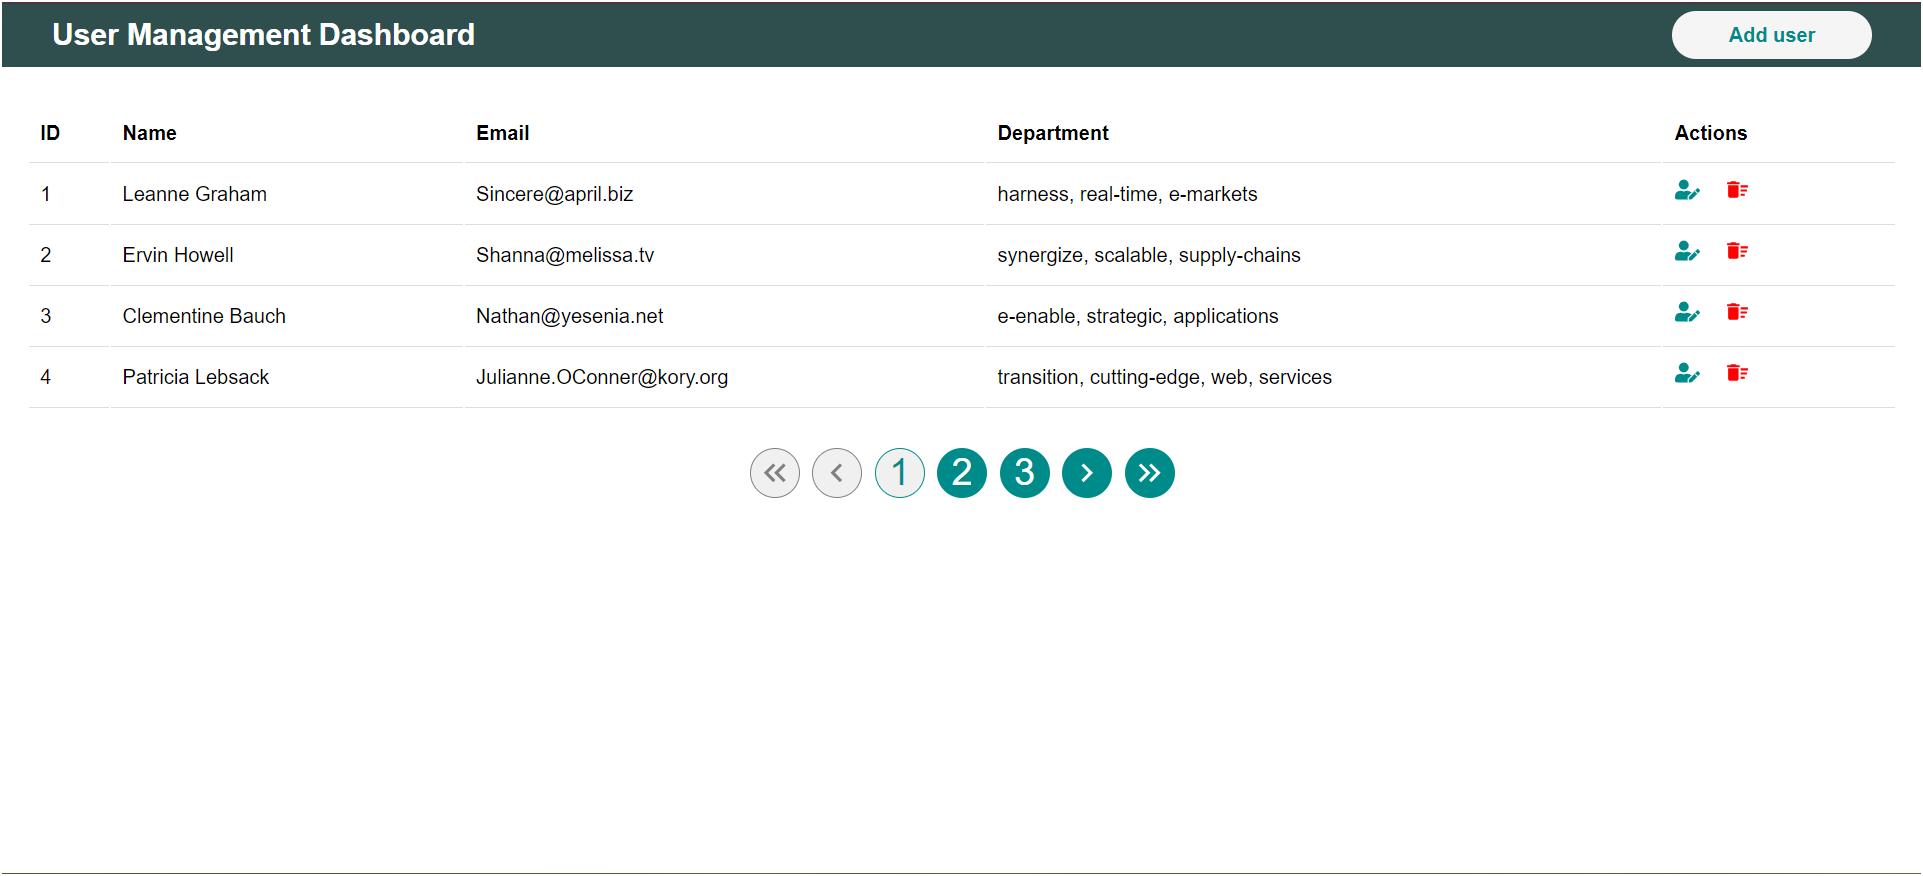 User Management Dashboard Add user
ID Name Email Department Actions
1 Leanne Graham Sincere@april.biz harness, real-time, e-markets
2 Ervin Howell Shanna@melissa.tv synergize, scalable, supply-chains
3 Clementine Bauch Nathan@yesenia.net e-enable, strategic, applications
4 Patricia Lebsack Julianne.OConner@kory.org transition, cutting-edge, web, services
1 2 3